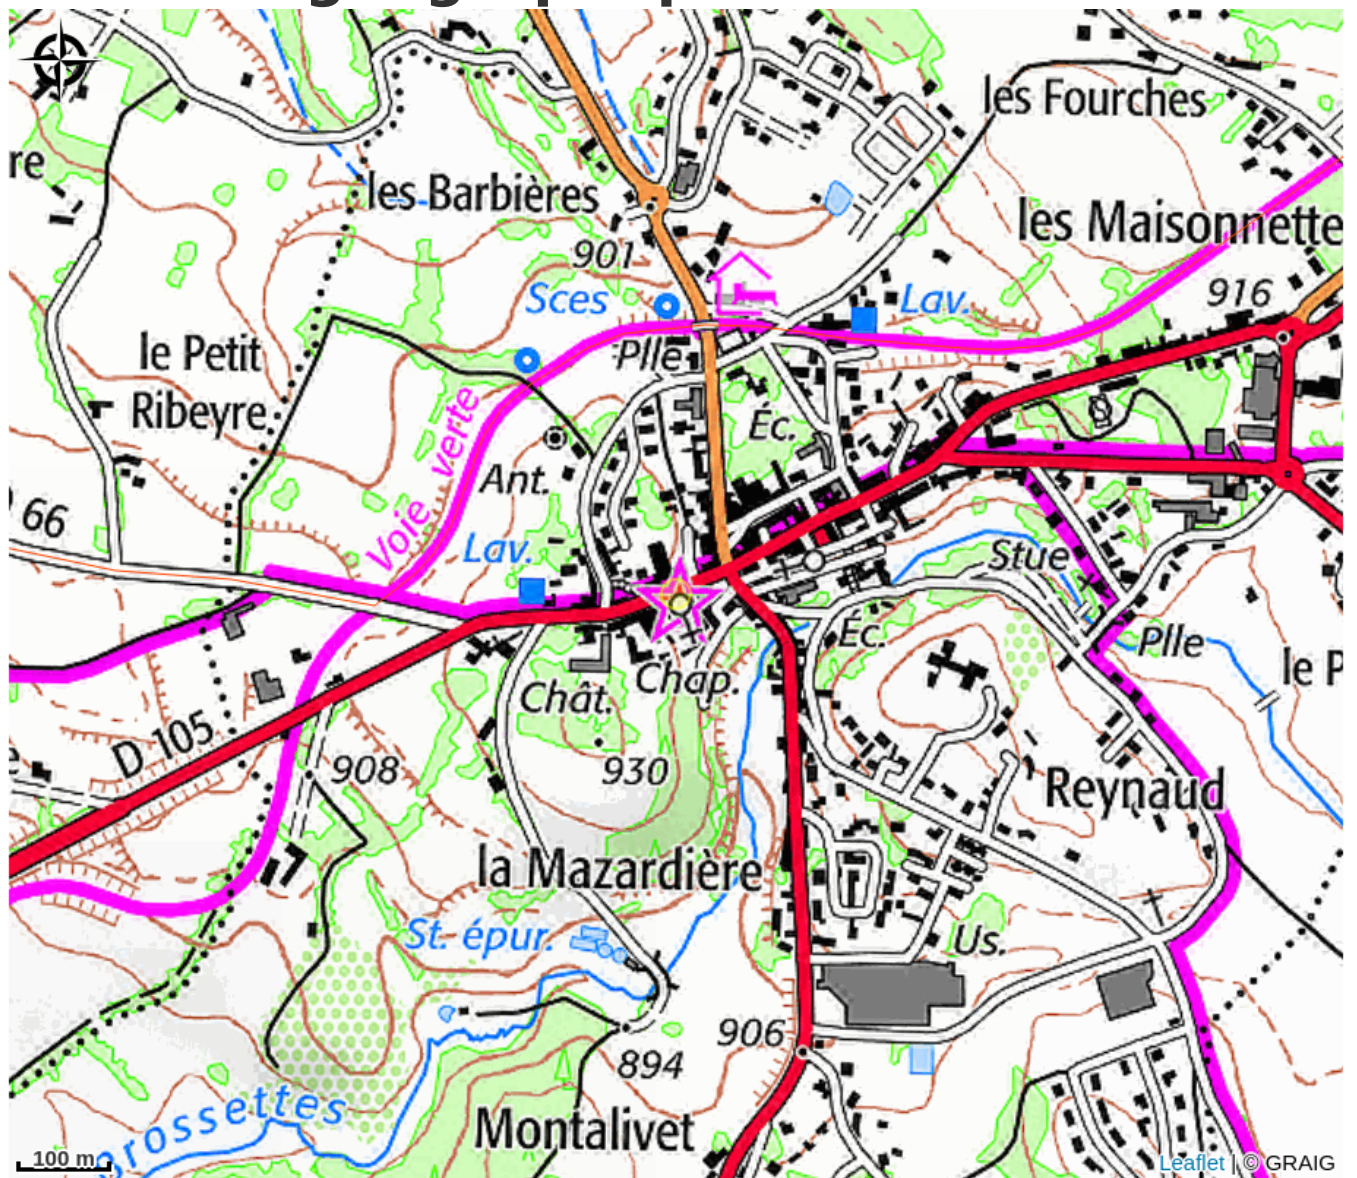 les Fourches
re
les Barbières
les Maisonnette
901
916
Sces
Lav.
le Petit
Ribeyre
Plle
Éc.
Voie verte
Ant.
66
Lav.
Stue
Éc.
Plle
le P
Chap.
Chât.
D 105
908
930
Reynaud
la Mazardière
St. épur.
Us.
906
894
Montalivet
rossettes
100 m
Leaflet | © GRAIG